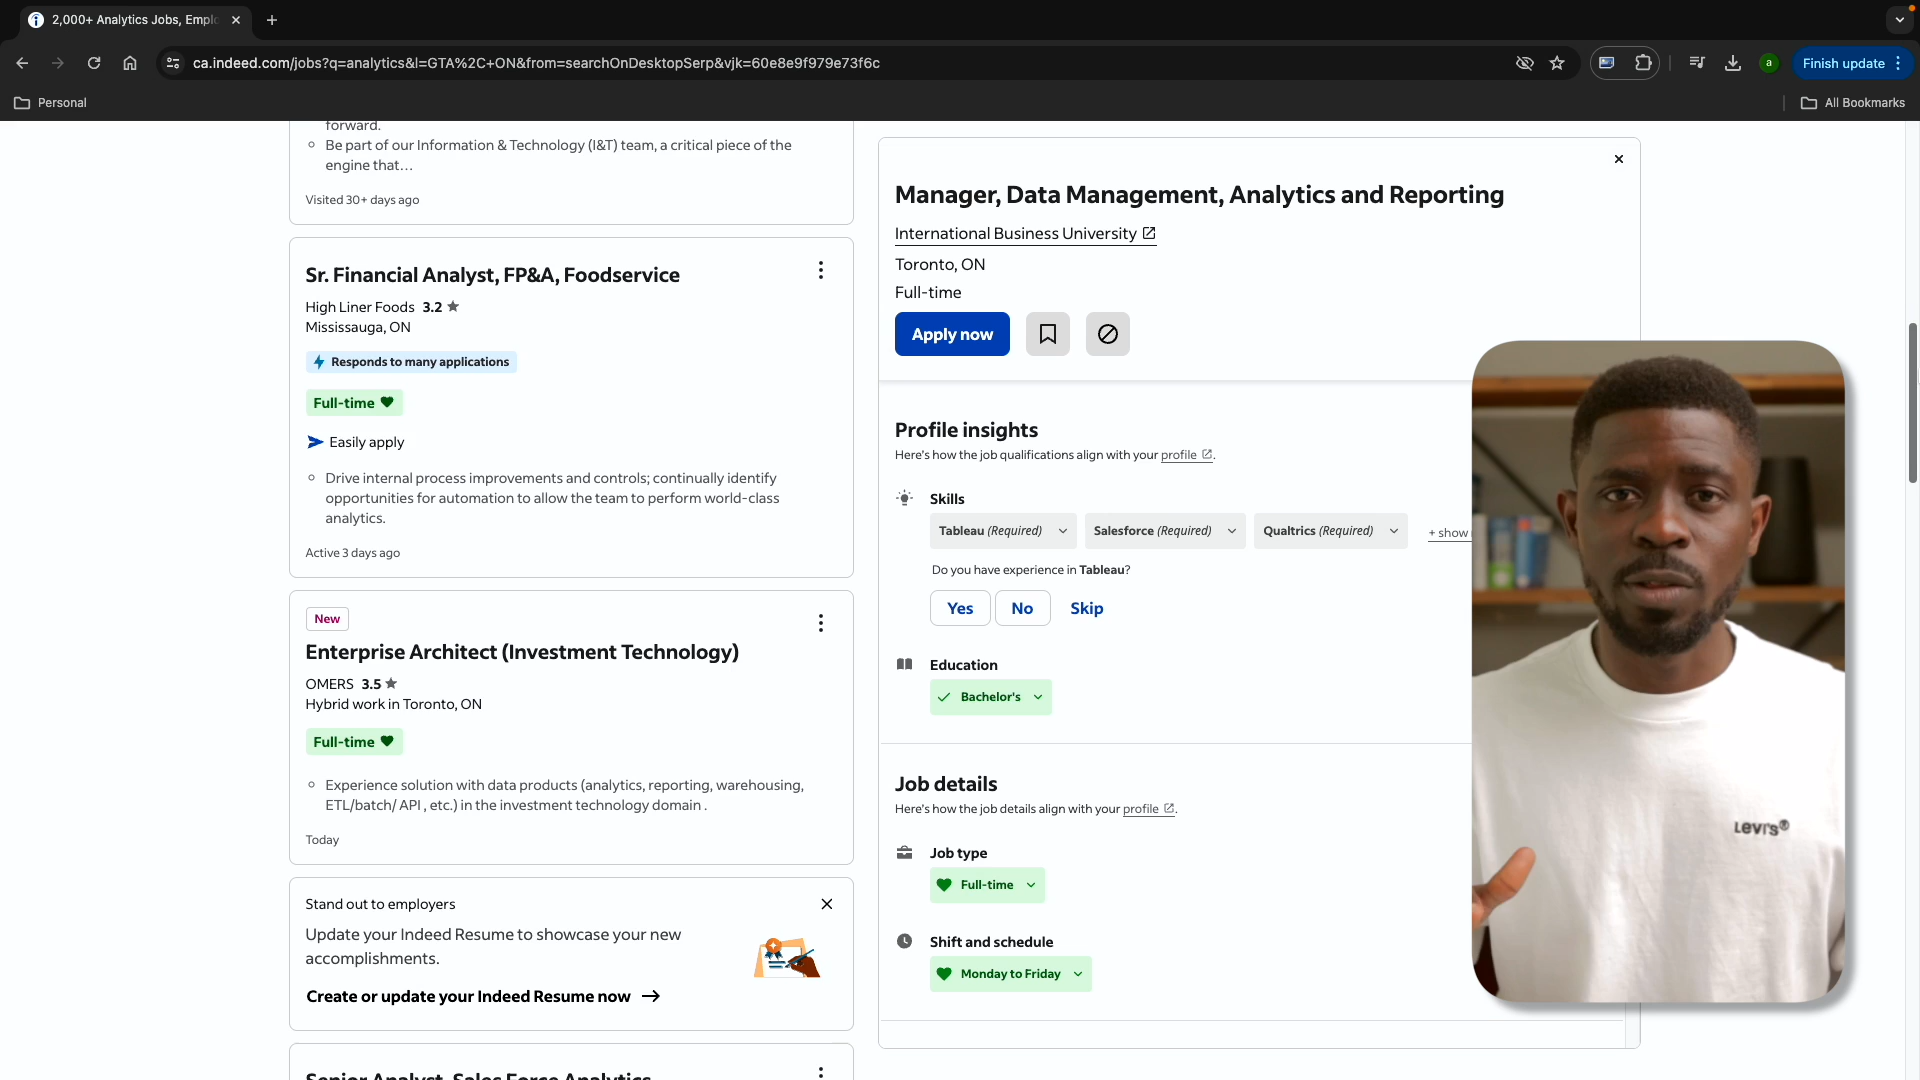 2,000+ Analytics Jobs, Emplo
ca.indeed.com/jobs?q=analytics&l=GTA%2C+ON&from=searchOnDesktopSerp&vjk=60e8e9f979e73f6c
a
Finish update
Personal
All Bookmarks
forward.
Be part of our Information & Technology (I&T) team, a critical piece of the
engine that…
Visited 30+ days ago
Sr. Financial Analyst, FP&A, Foodservice
High Liner Foods 3.2
Mississauga, ON
Responds to many applications
Full-time
Easily apply
Drive internal process improvements and controls; continually identify
opportunities for automation to allow the team to perform world-class
analytics.
Active 3 days ago
New
Enterprise Architect (Investment Technology)
OMERS 3.5
Hybrid work in Toronto, ON
Full-time
Experience solution with data products (analytics, reporting, warehousing,
ETL/batch/ API , etc.) in the investment technology domain .
Today
Stand out to employers
Update your Indeed Resume to showcase your new
accomplishments.
Create or update your Indeed Resume now
Senior Analyst, Sales Force Analytics
Manager, Data Management, Analytics and Reporting
International Business University
Toronto, ON
Full-time
Apply now
Profile insights
Here's how the job qualifications align with your profile.
Skills
Tableau (Required) Salesforce (Required) Qualtrics (Required) + show
Do you have experience in Tableau?
Yes No Skip
Education
Bachelor's
Job details
Here's how the job details align with your profile.
Job type
Full-time
Shift and schedule
Monday to Friday
Levi's®